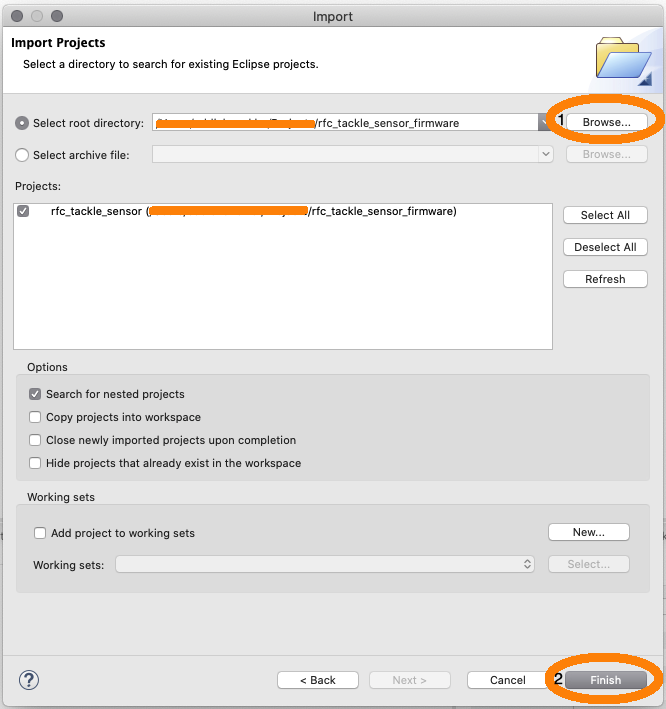 Import
Import Projects
Select a directory to search for existing Eclipse projects.
Select root directory:
/rfc_tackle_sensor_firmware
1
Browse...
Select archive file:
Browse...
Projects:
rfc_tackle_sensor (
/rfc_tackle_sensor_firmware)
Select All
Deselect All
Refresh
Options
Search for nested projects
Copy projects into workspace
Close newly imported projects upon completion
Hide projects that already exist in the workspace
Working sets
Add project to working sets
New...
Working sets:
Select...
?
< Back
Next >
Cancel
2
Finish